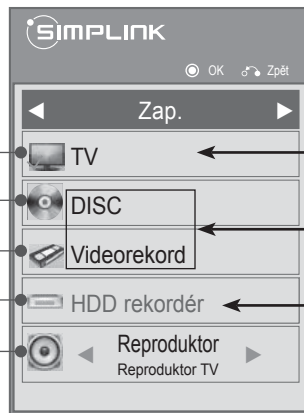 SIMPLINK
OK Zpět
Zap.
TV
DISC
Videorekord
HDD rekordér
Reproduktor
Reproduktor TV